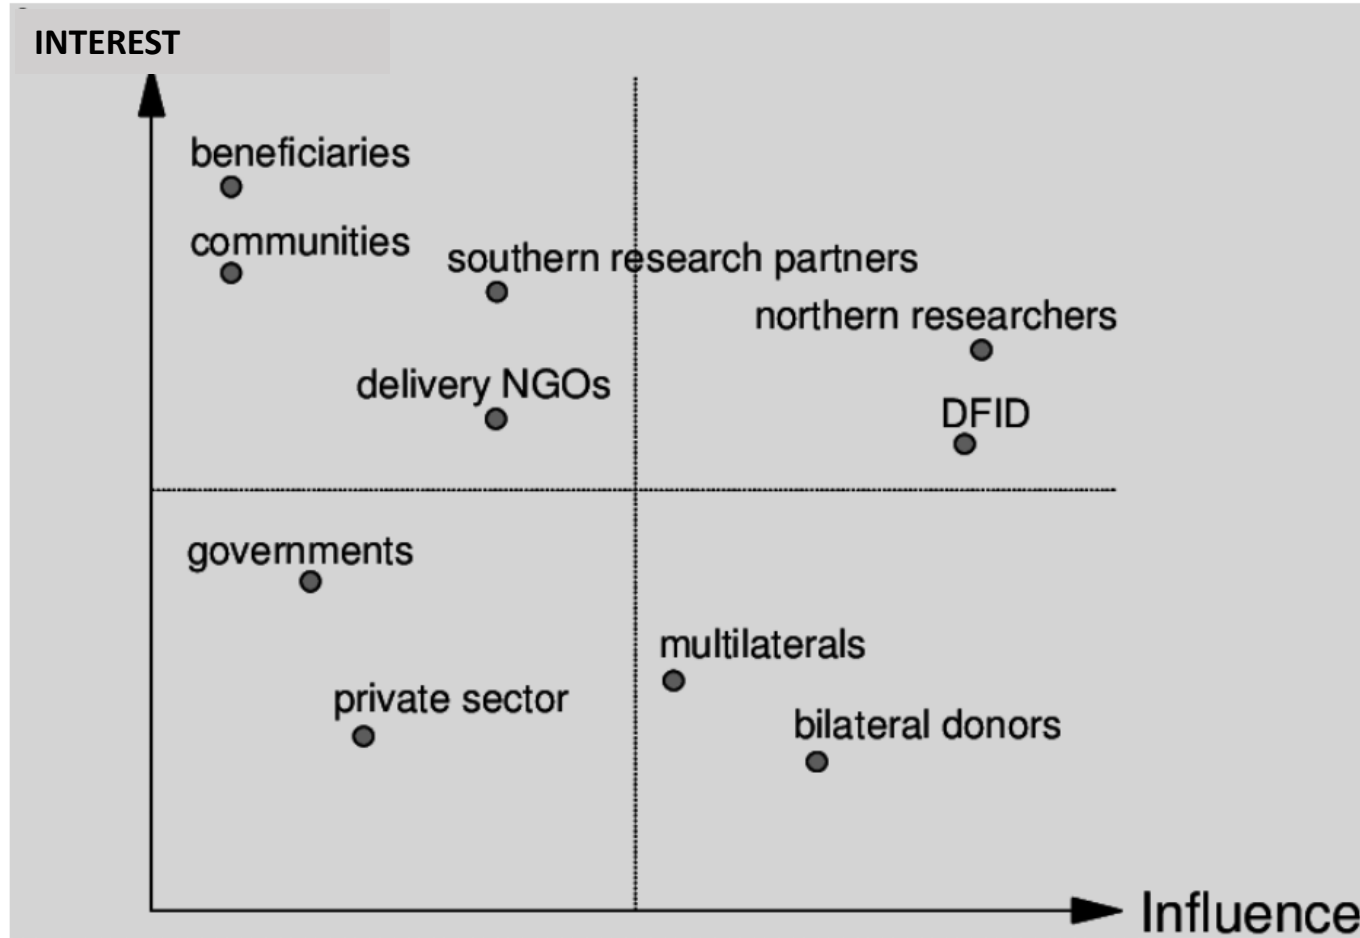 INTEREST
beneficiaries
communities
southern research partners
northern researchers
delivery NGOs
DFID
governments
multilaterals
private sector
bilateral donors
Influence